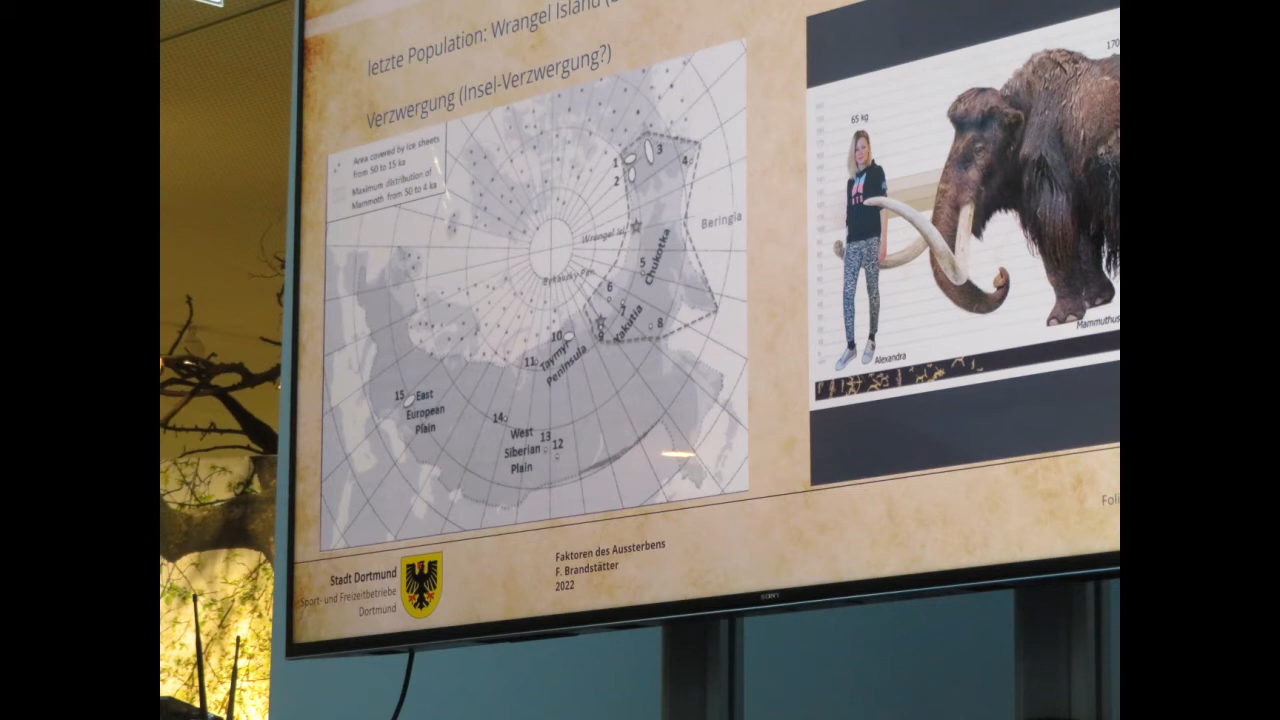 letzte Population: Wrangel Island (
Verzwergung (Insel-Verzwergung?)
Area covered by ice sheets
from 50 to 15 ka
Maximum distribution of
Mammoth from 50 to 4 ka
1
3
4
2
Beringia
Wrangel Isl.
5
Chukotka
6
7
Yakutia
8
9
10
11
Taymyr
Peninsula
15
East
European
Plain
14
West
Siberian
Plain
13
12
65 kg
170
Alexandra
Mammuthus
Stadt Dortmund
Sport- und Freizeitbetriebe
Dortmund
Faktoren des Aussterbens
F. Brandstätter
2022
Foli
SONY